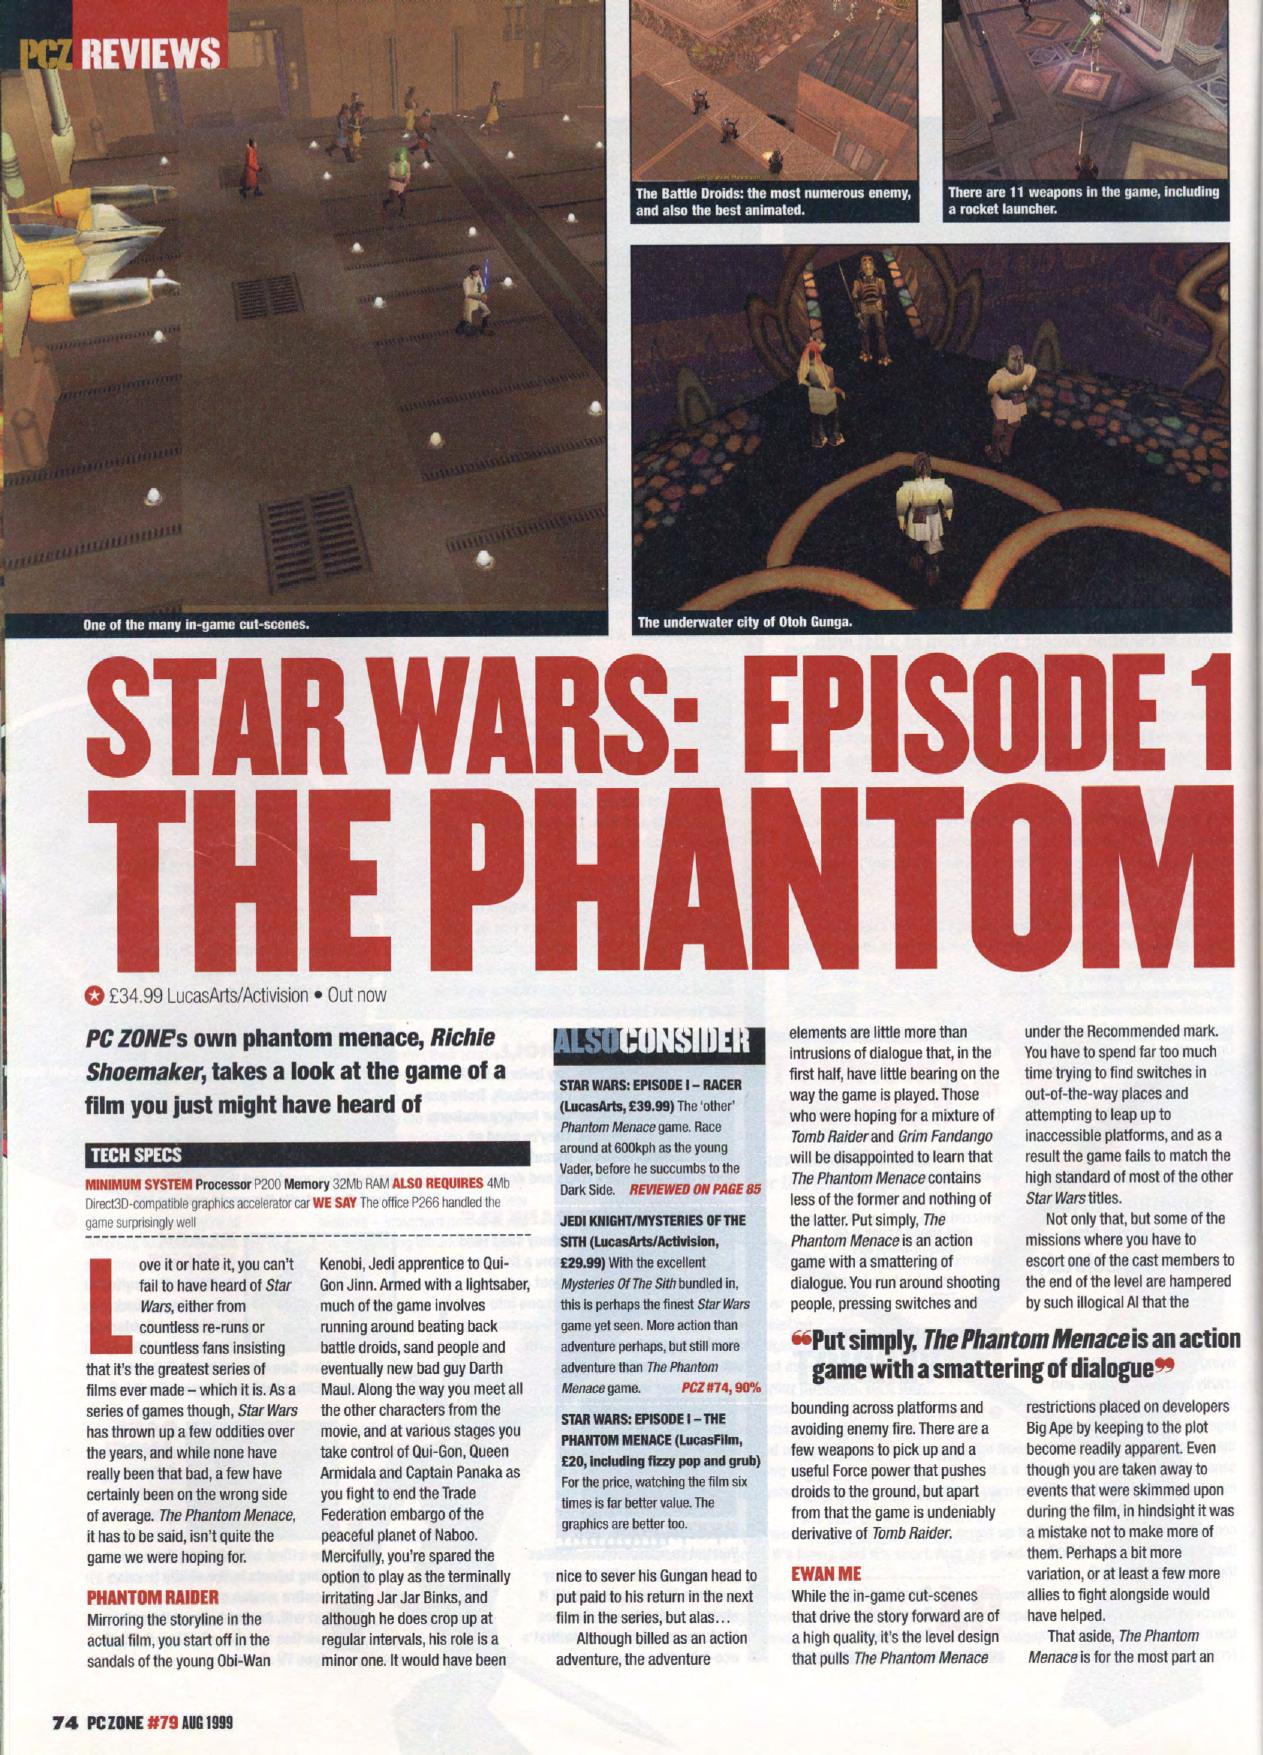 PCZ REVIEWS
The Battle Droids: the most numerous enemy,
and also the best animated.
There are 11 weapons in the game, including
a rocket launcher.
One of the many in-game cut-scenes.
The underwater city of Otoh Gunga.
STAR WARS: EPISODE 1
THE PHANTOM
£34.99 LucasArts/Activision • Out now
PC ZONE's own phantom menace, Richie
Shoemaker, takes a look at the game of a
film you just might have heard of
TECH SPECS
MINIMUM SYSTEM Processor P200 Memory 32Mb RAM ALSO REQUIRES 4Mb
Direct3D-compatible graphics accelerator car WE SAY The office P266 handled the
game surprisingly well
Love it or hate it, you can't
fail to have heard of Star
Wars, either from
countless re-runs or
countless fans insisting
that it's the greatest series of
films ever made – which it is. As a
series of games though, Star Wars
has thrown up a few oddities over
the years, and while none have
really been that bad, a few have
certainly been on the wrong side
of average. The Phantom Menace,
it has to be said, isn't quite the
game we were hoping for.
PHANTOM RAIDER
Mirroring the storyline in the
actual film, you start off in the
sandals of the young Obi-Wan
Kenobi, Jedi apprentice to Qui-
Gon Jinn. Armed with a lightsaber,
much of the game involves
running around beating back
battle droids, sand people and
eventually new bad guy Darth
Maul. Along the way you meet all
the other characters from the
movie, and at various stages you
take control of Qui-Gon, Queen
Armidala and Captain Panaka as
you fight to end the Trade
Federation embargo of the
peaceful planet of Naboo.
Mercifully, you're spared the
option to play as the terminally
irritating Jar Jar Binks, and
although he does crop up at
regular intervals, his role is a
minor one. It would have been
ALSO CONSIDER
STAR WARS: EPISODE I – RACER
(LucasArts, £39.99) The 'other'
Phantom Menace game. Race
around at 600kph as the young
Vader, before he succumbs to the
Dark Side. REVIEWED ON PAGE 85
JEDI KNIGHT/MYSTERIES OF THE
SITH (LucasArts/Activision,
£29.99) With the excellent
Mysteries Of The Sith bundled in,
this is perhaps the finest Star Wars
game yet seen. More action than
adventure perhaps, but still more
adventure than The Phantom
Menace game. PCZ #74, 90%
STAR WARS: EPISODE I – THE
PHANTOM MENACE (LucasFilm,
£20, including fizzy pop and grub)
For the price, watching the film six
times is far better value. The
graphics are better too.
nice to sever his Gungan head to
put paid to his return in the next
film in the series, but alas...
Although billed as an action
adventure, the adventure
elements are little more than
intrusions of dialogue that, in the
first half, have little bearing on the
way the game is played. Those
who were hoping for a mixture of
Tomb Raider and Grim Fandango
will be disappointed to learn that
The Phantom Menace contains
less of the former and nothing of
the latter. Put simply, The
Phantom Menace is an action
game with a smattering of
dialogue. You run around shooting
people, pressing switches and
“Put simply, The Phantom Menace is an action
game with a smattering of dialogue”
bounding across platforms and
avoiding enemy fire. There are a
few weapons to pick up and a
useful Force power that pushes
droids to the ground, but apart
from that the game is undeniably
derivative of Tomb Raider.
EWAN ME
While the in-game cut-scenes
that drive the story forward are of
a high quality, it's the level design
that pulls The Phantom Menace
under the Recommended mark.
You have to spend far too much
time trying to find switches in
out-of-the-way places and
attempting to leap up to
inaccessible platforms, and as a
result the game fails to match the
high standard of most of the other
Star Wars titles.
Not only that, but some of the
missions where you have to
escort one of the cast members to
the end of the level are hampered
by such illogical AI that the
restrictions placed on developers
Big Ape by keeping to the plot
become readily apparent. Even
though you are taken away to
events that were skimmed upon
during the film, in hindsight it was
a mistake not to make more of
them. Perhaps a bit more
variation, or at least a few more
allies to fight alongside would
have helped.
That aside, The Phantom
Menace is for the most part an
74 PC ZONE #79 AUG 1999